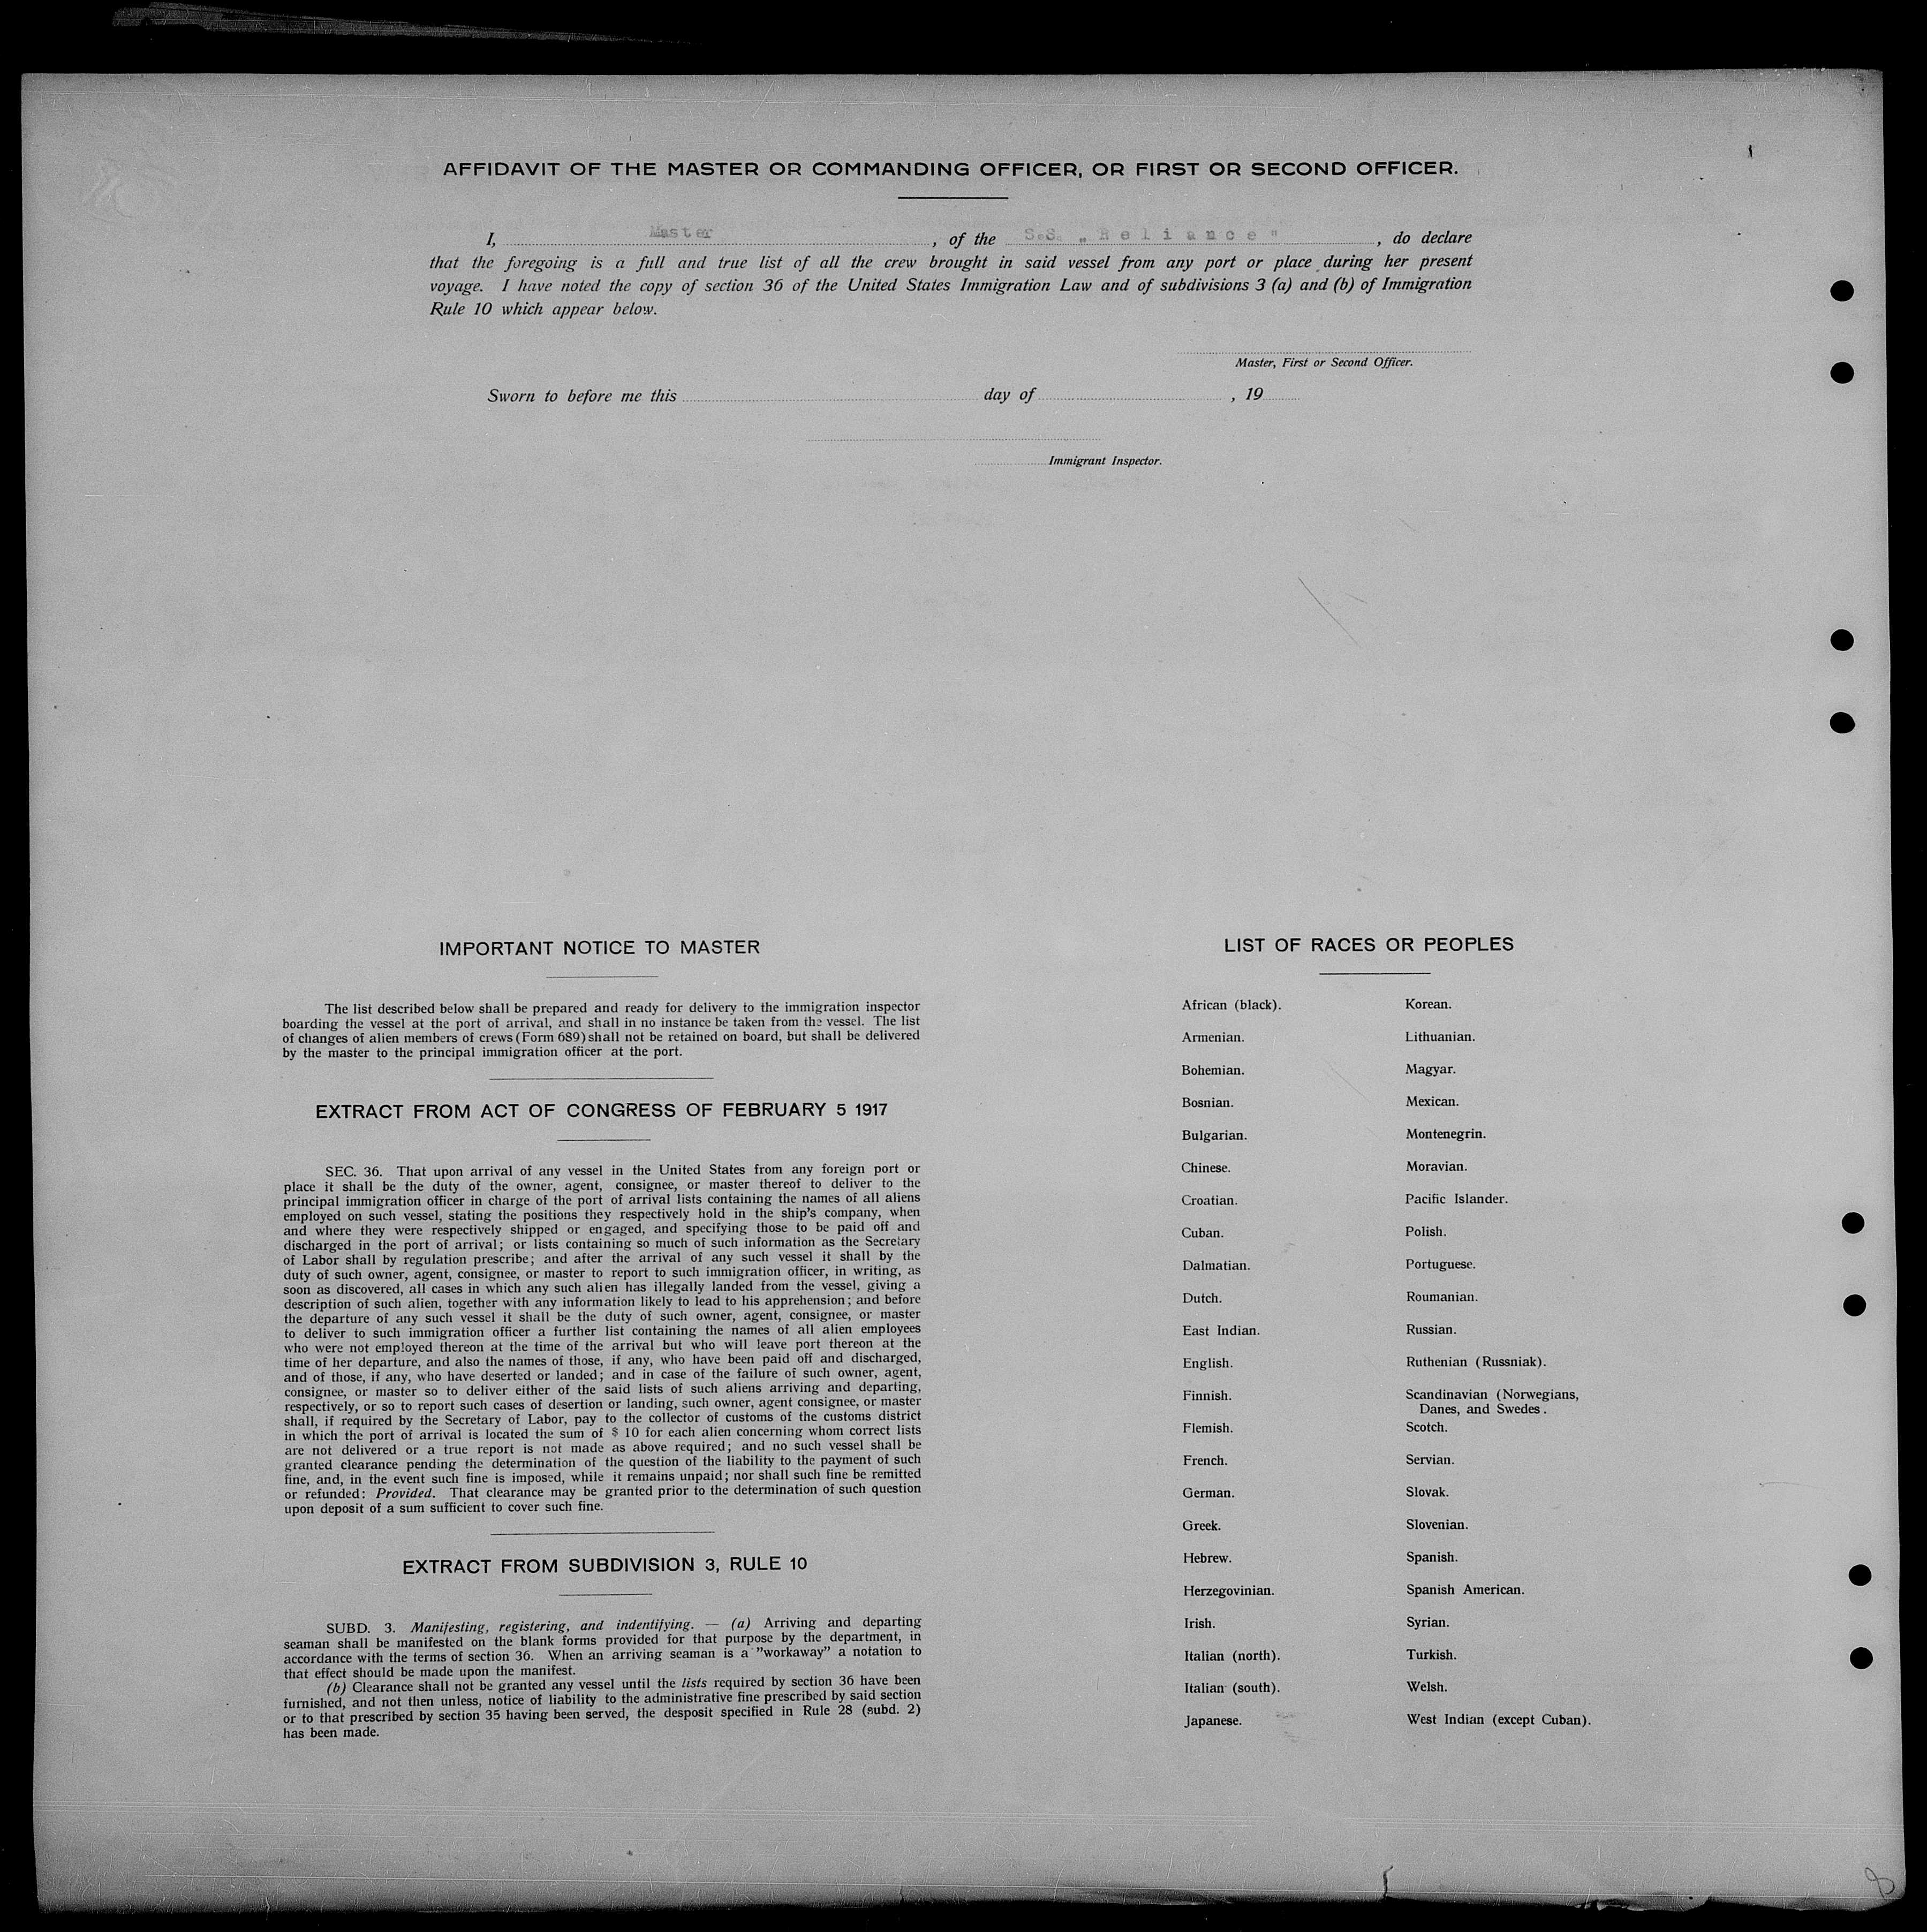 AFFIDAVIT OF THE MASTER OR COMMANDING OFFICER, OR FIRST OR SECOND OFFICER.
I, Master , of the S.S. „Reliance" , do declare
that the foregoing is a full and true list of all the crew brought in said vessel from any port or place during her present
voyage. I have noted the copy of section 36 of the United States Immigration Law and of subdivisions 3 (a) and (b) of Immigration
Rule 10 which appear below.
Master, First or Second Officer.
Sworn to before me this day of , 19
Immigrant Inspector.
IMPORTANT NOTICE TO MASTER
The list described below shall be prepared and ready for delivery to the immigration inspector
boarding the vessel at the port of arrival, and shall in no instance be taken from the vessel. The list
of changes of alien members of crews (Form 689) shall not be retained on board, but shall be delivered
by the master to the principal immigration officer at the port.
EXTRACT FROM ACT OF CONGRESS OF FEBRUARY 5 1917
SEC. 36. That upon arrival of any vessel in the United States from any foreign port or
place it shall be the duty of the owner, agent, consignee, or master thereof to deliver to the
principal immigration officer in charge of the port of arrival lists containing the names of all aliens
employed on such vessel, stating the positions they respectively hold in the ship's company, when
and where they were respectively shipped or engaged, and specifying those to be paid off and
discharged in the port of arrival; or lists containing so much of such information as the Secretary
of Labor shall by regulation prescribe; and after the arrival of any such vessel it shall by the
duty of such owner, agent, consignee, or master to report to such immigration officer, in writing, as
soon as discovered, all cases in which any such alien has illegally landed from the vessel, giving a
description of such alien, together with any information likely to lead to his apprehension; and before
the departure of any such vessel it shall be the duty of such owner, agent, consignee, or master
to deliver to such immigration officer a further list containing the names of all alien employees
who were not employed thereon at the time of the arrival but who will leave port thereon at the
time of her departure, and also the names of those, if any, who have been paid off and discharged,
and of those, if any, who have deserted or landed; and in case of the failure of such owner, agent,
consignee, or master so to deliver either of the said lists of such aliens arriving and departing,
respectively, or so to report such cases of desertion or landing, such owner, agent consignee, or master
shall, if required by the Secretary of Labor, pay to the collector of customs of the customs district
in which the port of arrival is located the sum of $ 10 for each alien concerning whom correct lists
are not delivered or a true report is not made as above required; and no such vessel shall be
granted clearance pending the determination of the question of the liability to the payment of such
fine, and, in the event such fine is imposed, while it remains unpaid; nor shall such fine be remitted
or refunded: Provided. That clearance may be granted prior to the determination of such question
upon deposit of a sum sufficient to cover such fine.
EXTRACT FROM SUBDIVISION 3, RULE 10
SUBD. 3. Manifesting, registering, and indentifying. — (a) Arriving and departing
seaman shall be manifested on the blank forms provided for that purpose by the department, in
accordance with the terms of section 36. When an arriving seaman is a "workaway" a notation to
that effect should be made upon the manifest.
(b) Clearance shall not be granted any vessel until the lists required by section 36 have been
furnished, and not then unless, notice of liability to the administrative fine prescribed by said section
or to that prescribed by section 35 having been served, the desposit specified in Rule 28 (subd. 2)
has been made.
LIST OF RACES OR PEOPLES
African (black).
Armenian.
Bohemian.
Bosnian.
Bulgarian.
Chinese.
Croatian.
Cuban.
Dalmatian.
Dutch.
East Indian.
English.
Finnish.
Flemish.
French.
German.
Greek.
Hebrew.
Herzegovinian.
Irish.
Italian (north).
Italian (south).
Japanese.
Korean.
Lithuanian.
Magyar.
Mexican.
Montenegrin.
Moravian.
Pacific Islander.
Polish.
Portuguese.
Roumanian.
Russian.
Ruthenian (Russniak).
Scandinavian (Norwegians,
Danes, and Swedes.
Scotch.
Servian.
Slovak.
Slovenian.
Spanish.
Spanish American.
Syrian.
Turkish.
Welsh.
West Indian (except Cuban).